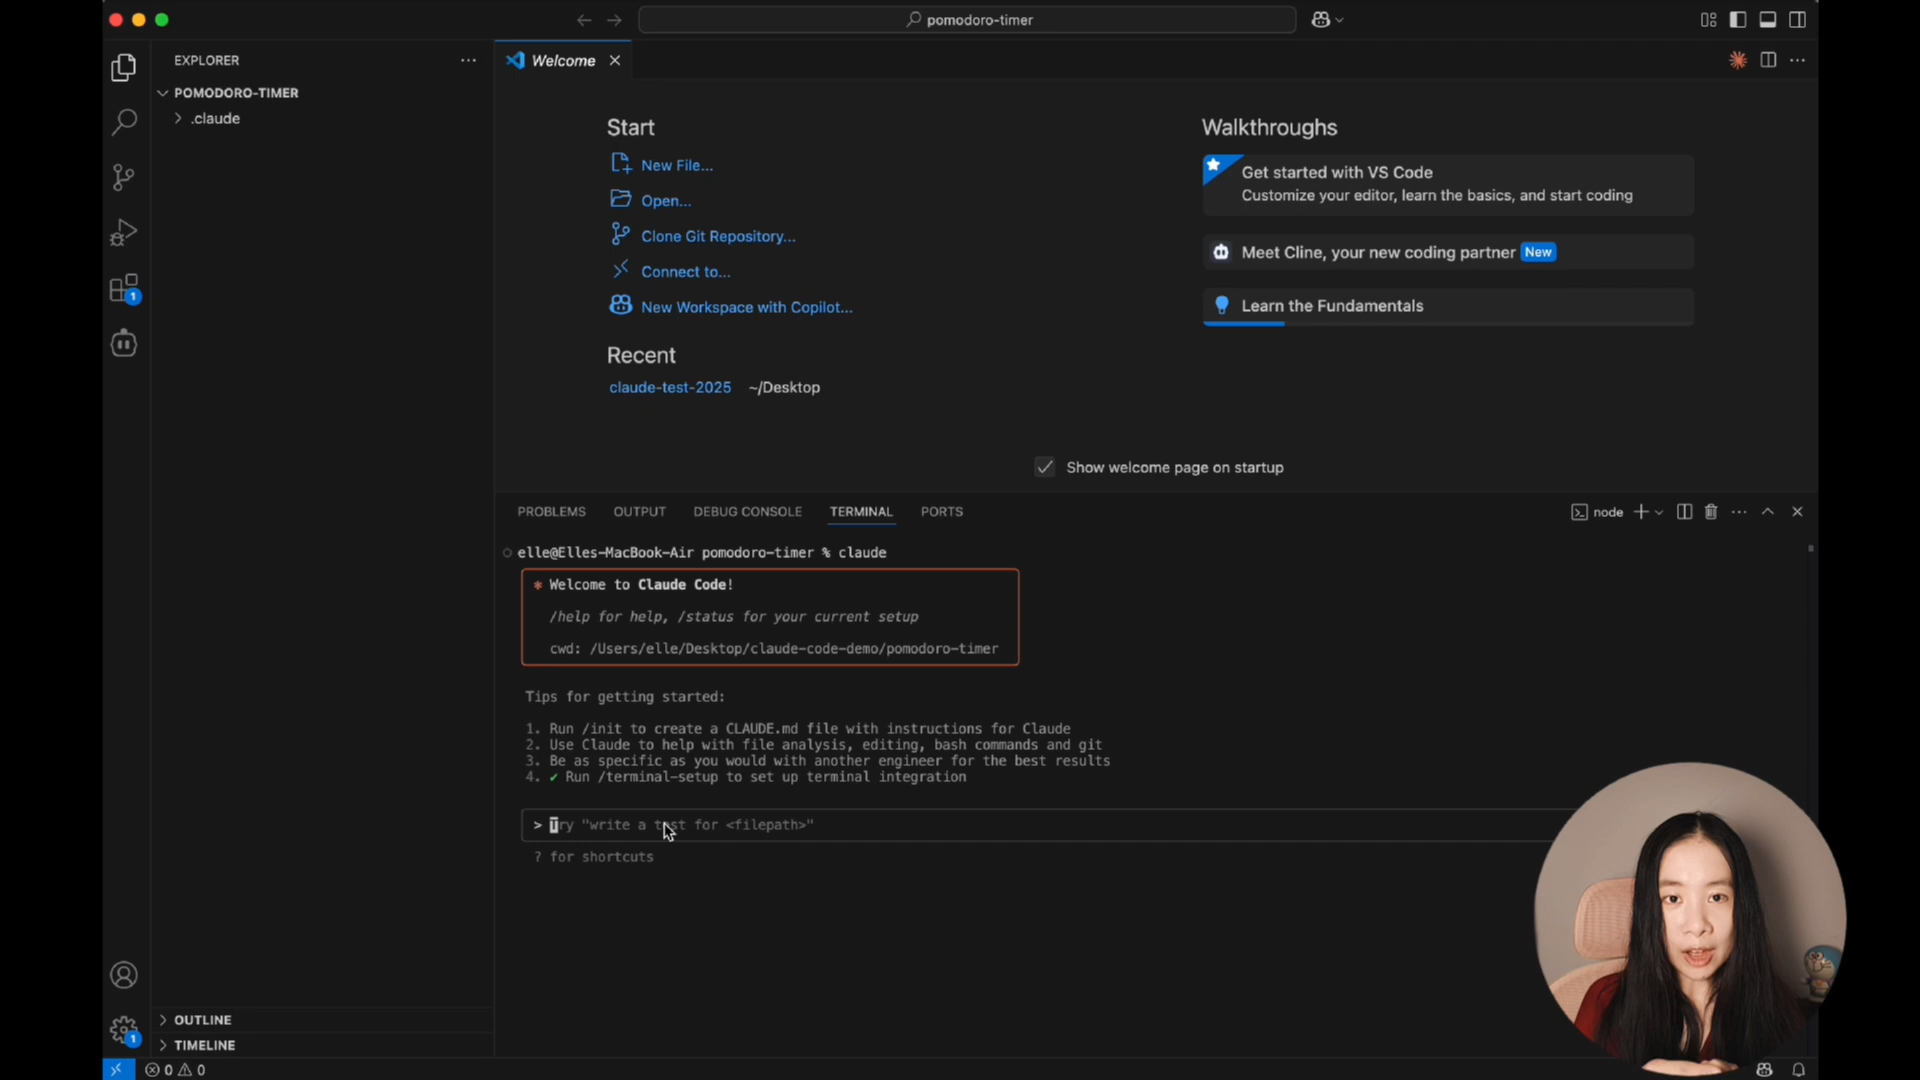 pomodoro-timer
EXPLORER
POMODORO-TIMER
.claude
OUTLINE
TIMELINE
1
1
0 0
Welcome
Start
New File...
Open...
Clone Git Repository...
Connect to...
New Workspace with Copilot...
Recent
claude-test-2025 ~/Desktop
Walkthroughs
Get started with VS Code
Customize your editor, learn the basics, and start coding
Meet Cline, your new coding partner New
Learn the Fundamentals
Show welcome page on startup
PROBLEMS OUTPUT DEBUG CONSOLE TERMINAL PORTS
node
elle@Elles-MacBook-Air pomodoro-timer % claude
* Welcome to Claude Code!
/help for help, /status for your current setup
cwd: /Users/elle/Desktop/claude-code-demo/pomodoro-timer
Tips for getting started:
1. Run /init to create a CLAUDE.md file with instructions for Claude
2. Use Claude to help with file analysis, editing, bash commands and git
3. Be as specific as you would with another engineer for the best results
4. ✔ Run /terminal-setup to set up terminal integration
> Try "write a test for <filepath>"
? for shortcuts